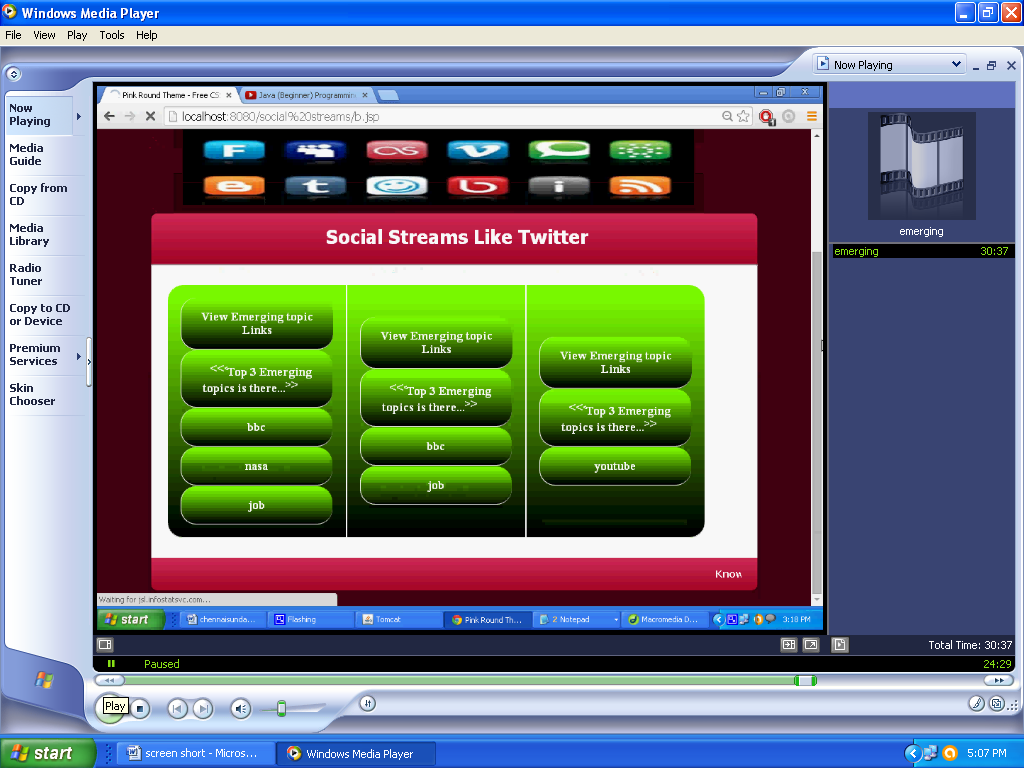 Windows Media Player
File View Play Tools Help
Now Playing
Now
Playing
Media
Guide
Copy from
CD
Media
Library
Radio
Tuner
Copy to CD
or Device
Premium
Services
Skin
Chooser
Pink Round Theme - Free CS
Java (Beginner) Programmin
localhost:8080/social%20streams/b.jsp
Social Streams Like Twitter
View Emerging topic
Links
<<"Top 3 Emerging
topics is there...">>
bbc
nasa
job
View Emerging topic
Links
<<"Top 3 Emerging
topics is there...">>
bbc
job
View Emerging topic
Links
<<"Top 3 Emerging
topics is there...">>
youtube
Know
Waiting for jsl.infostatsvc.com...
start
chennaisunda...
Flashing
Tomcat
Pink Round Th...
2 Notepad
Macromedia D...
3:18 PM
emerging
emerging 30:37
Total Time: 30:37
Paused
24:29
Play
start
screen short - Micros...
Windows Media Player
5:07 PM